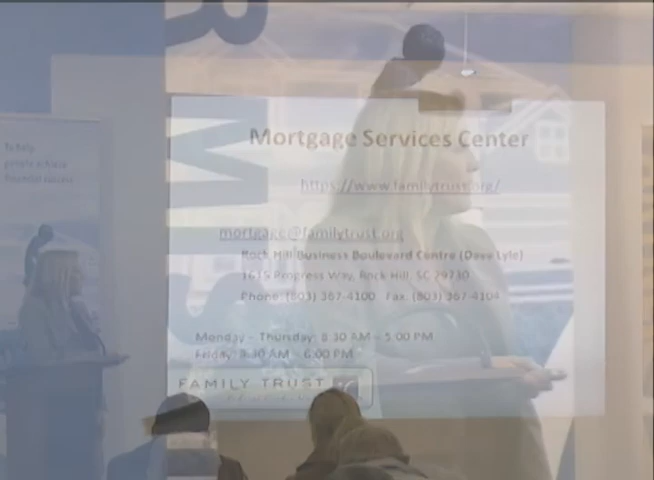 Mortgage Services Center
https://www.familytrust.org/
mortgage@familytrust.org
Rock Hill Business Boulevard Centre (Dave Lyle)
Progress Way, Rock Hill, SC 29730
Phone: (803) 367-4100 Fax: (803) 367-4104
Monday - Thursday: 8:30 AM - 5:00 PM
Friday: 8:30 AM - 6:00 PM
FAMILY TRUST